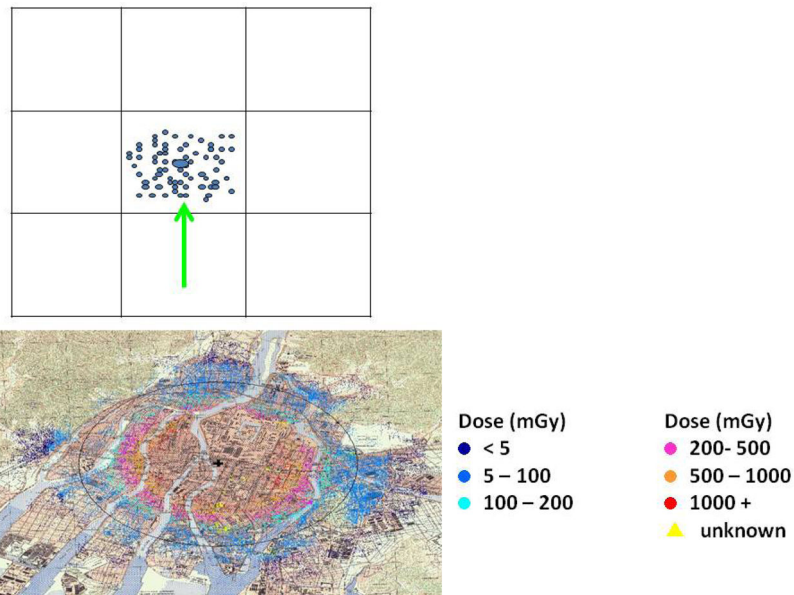 Dose (mGy)
< 5
5 – 100
100 – 200
Dose (mGy)
200- 500
500 – 1000
1000 +
unknown